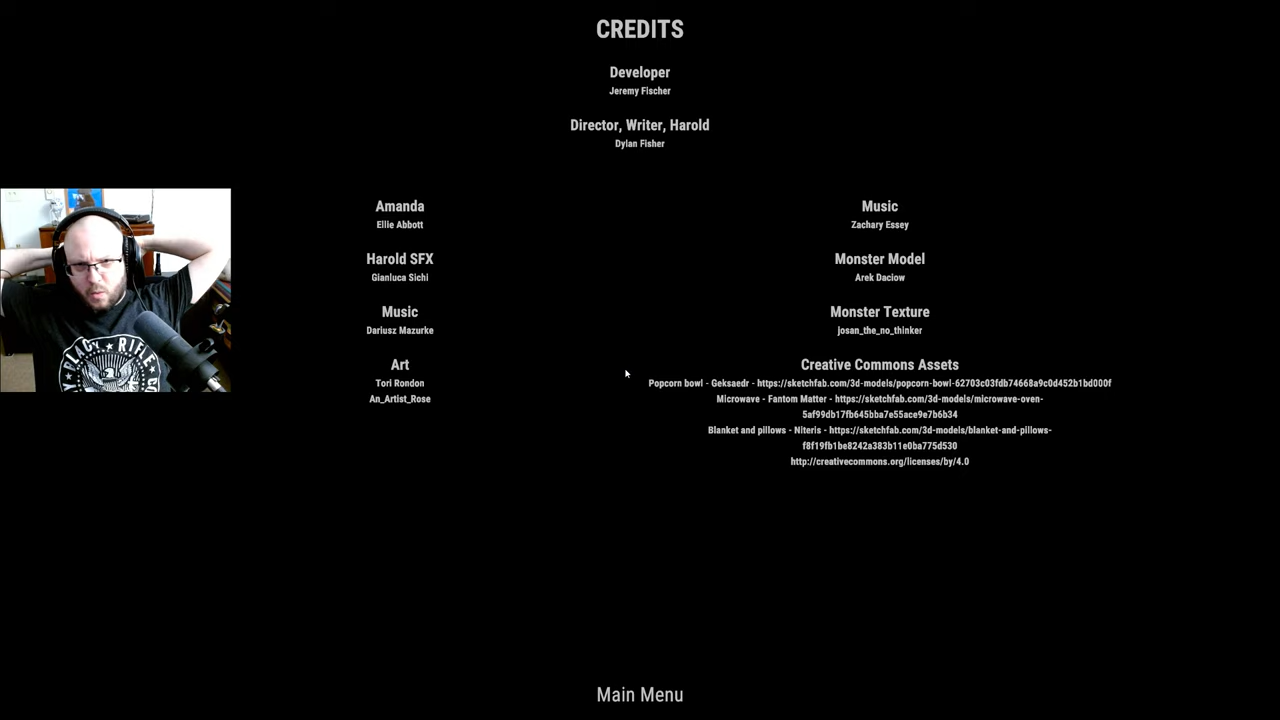 CREDITS
Developer
Jeremy Fischer
Director, Writer, Harold
Dylan Fisher
Amanda
Ellie Abbott
Harold SFX
Gianluca Sichi
Music
Dariusz Mazurke
Art
Tori Rondon
An_Artist_Rose
Music
Zachary Essey
Monster Model
Arek Daciow
Monster Texture
josan_the_no_thinker
Creative Commons Assets
Popcorn bowl - Geksaedr - https://sketchfab.com/3d-models/popcorn-bowl-62703c03fdb74668a9c0d452b1bd000f
Microwave - Fantom Matter - https://sketchfab.com/3d-models/microwave-oven-
5af99db17fb645bba7e55ace9e7b6b34
Blanket and pillows - Niteris - https://sketchfab.com/3d-models/blanket-and-pillows-
f8f19fb1be8242a383b11e0ba775d530
http://creativecommons.org/licenses/by/4.0
BLACK ★ RIFLE
CO
Main Menu